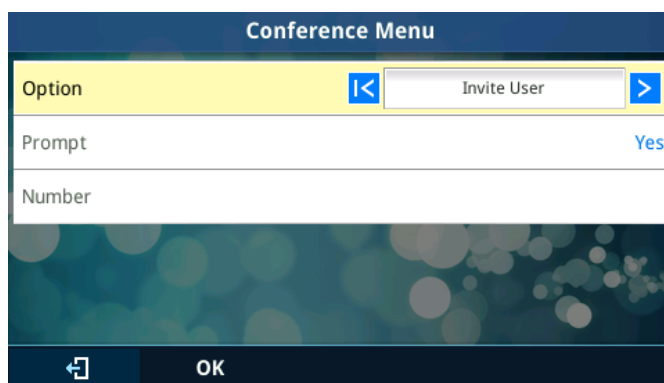 Conference Menu
Option Invite User
Prompt Yes
Number
OK